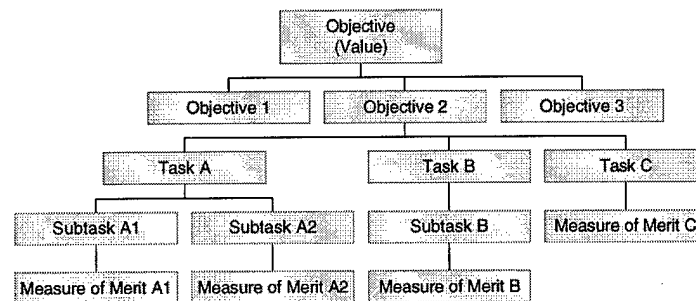 Objective
(Value)
Objective 1
Objective 2
Objective 3
Task A
Task B
Task C
Subtask A1
Subtask A2
Subtask B
Measure of Merit C
Measure of Merit A1
Measure of Merit A2
Measure of Merit B